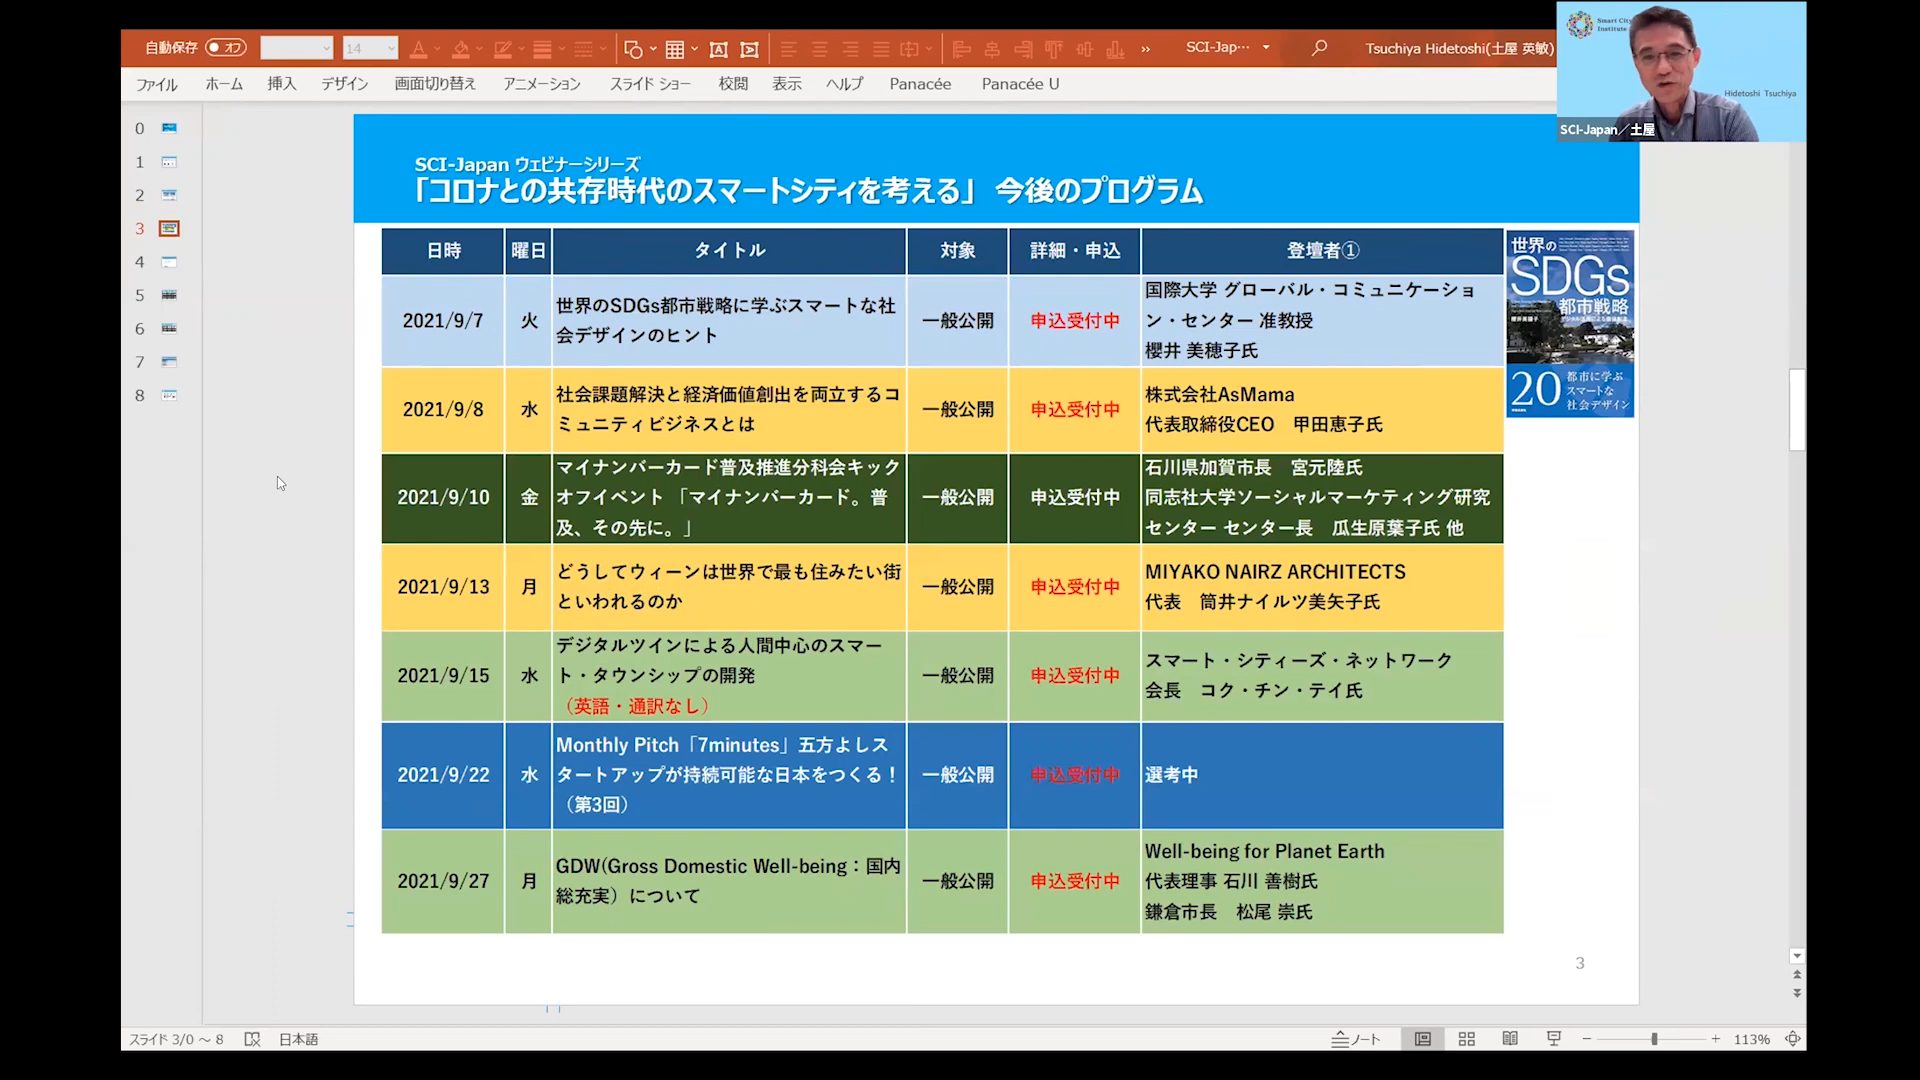 自動保存 オフ
14
SCI-Jap…
Tsuchiya Hidetoshi(土屋 英敏)
Smart City
Institute
Hidetoshi Tsuchiya
SCI-Japan／土屋
ファイル ホーム 挿入 デザイン 画面切り替え アニメーション スライド ショー 校閲 表示 ヘルプ Panacée Panacée U
0
1
2
3
4
5
6
7
8
SCI-Japan ウェビナーシリーズ
「コロナとの共存時代のスマートシティを考える」 今後のプログラム
日時 曜日 タイトル 対象 詳細・申込 登壇者①
2021/9/7 火 世界のSDGs都市戦略に学ぶスマートな社
会デザインのヒント 一般公開 申込受付中
国際大学 グローバル・コミュニケーショ
ン・センター 准教授
櫻井 美穂子氏
2021/9/8 水 社会課題解決と経済価値創出を両立するコ
ミュニティビジネスとは 一般公開 申込受付中
株式会社AsMama
代表取締役CEO　甲田恵子氏
2021/9/10 金 マイナンバーカード普及推進分科会キック
オフイベント 「マイナンバーカード。普
及、その先に。」 一般公開 申込受付中
石川県加賀市長　宮元陸氏
同志社大学ソーシャルマーケティング研究
センター センター長　瓜生原葉子氏 他
2021/9/13 月 どうしてウィーンは世界で最も住みたい街
といわれるのか 一般公開 申込受付中
MIYAKO NAIRZ ARCHITECTS
代表　筒井ナイルツ美矢子氏
2021/9/15 水 デジタルツインによる人間中心のスマー
ト・タウンシップの開発
（英語・通訳なし） 一般公開 申込受付中
スマート・シティーズ・ネットワーク
会長　コク・チン・テイ氏
2021/9/22 水 Monthly Pitch「7minutes」五方よしス
タートアップが持続可能な日本をつくる！
（第3回） 一般公開 申込受付中 選考中
2021/9/27 月 GDW(Gross Domestic Well-being：国内
総充実）について 一般公開 申込受付中
Well-being for Planet Earth
代表理事 石川 善樹氏
鎌倉市長　松尾 崇氏
世界の
SDGs
都市戦略
20 都市に学ぶ
スマートな
社会デザイン
3
スライド 3/0 ～ 8 日本語 ノート 113%